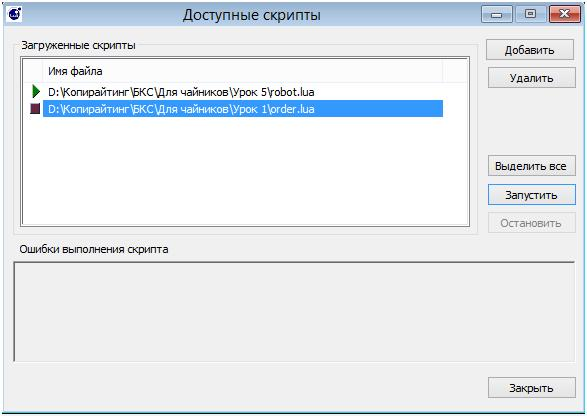 Доступные скрипты
Загруженные скрипты
Добавить
Имя файла
Удалить
D:\Копирайтинг\БКС\Для чайников\Урок 5\robot.lua
D:\Копирайтинг\БКС\Для чайников\Урок 1\order.lua
Выделить все
Запустить
Остановить
Ошибки выполнения скрипта
Закрыть